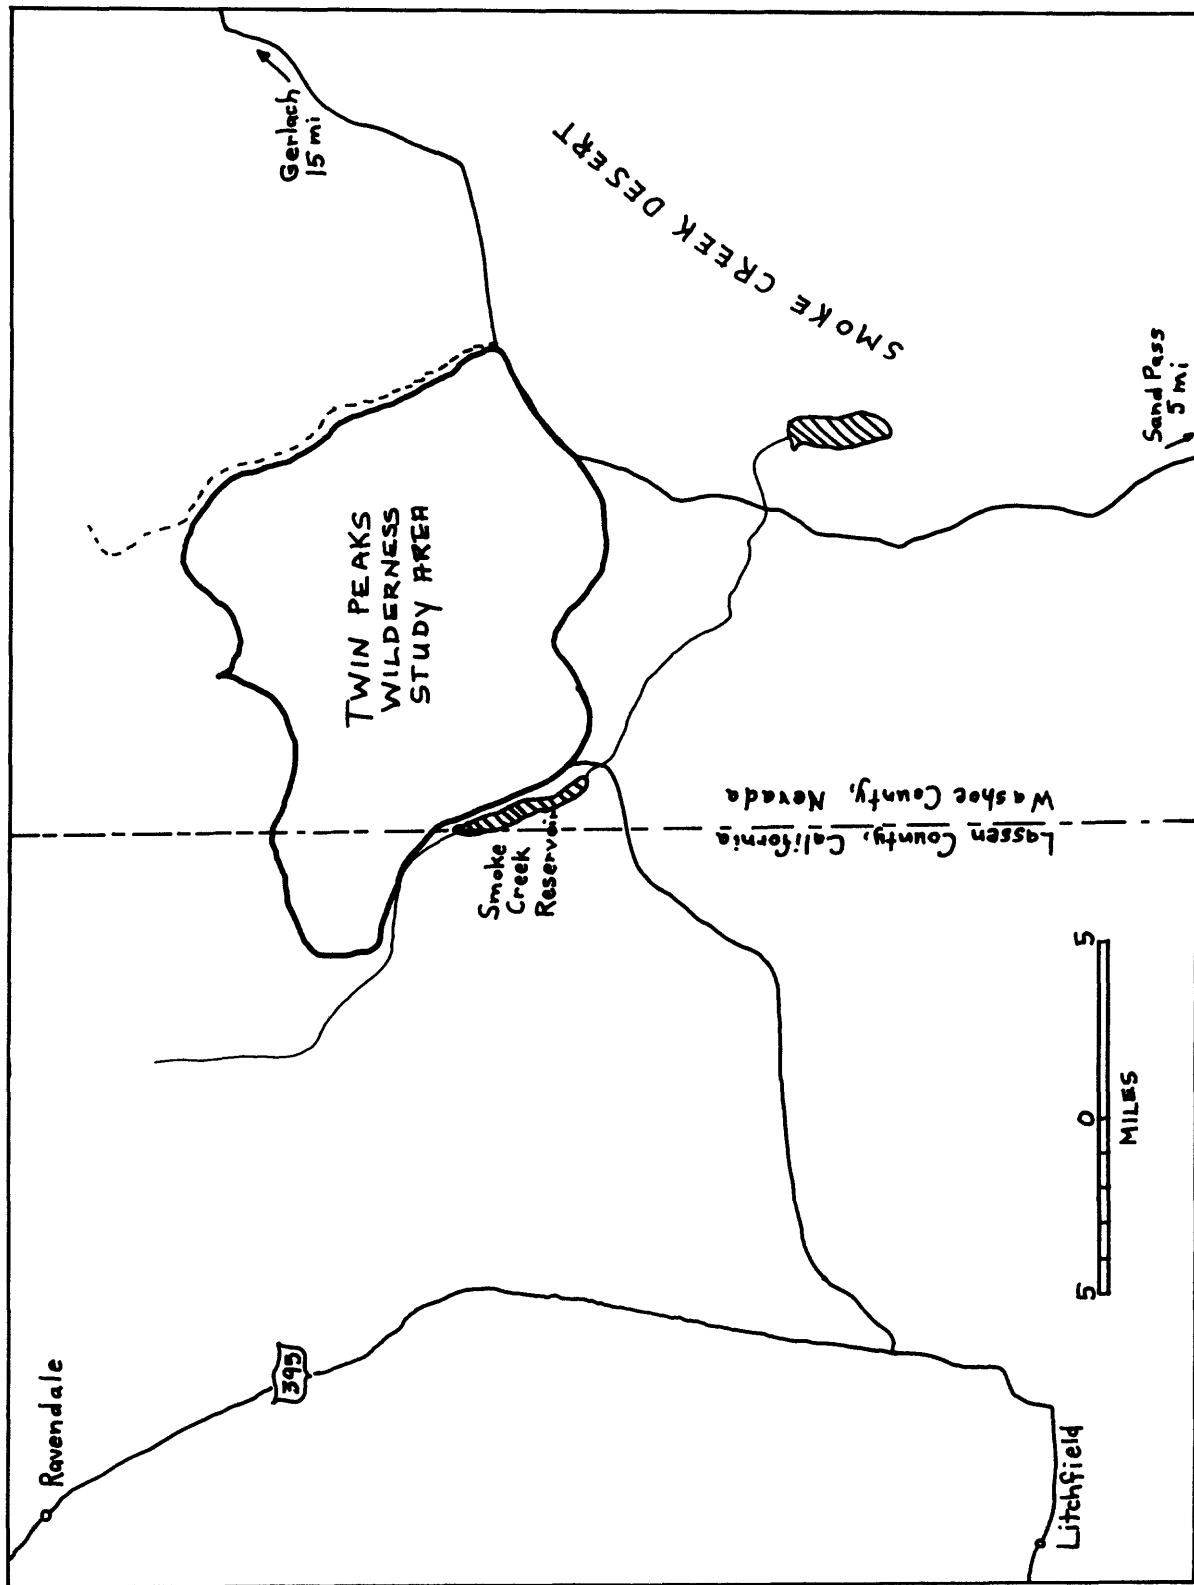 Ravendale
395
Litchfield
Gerlach
15 mi
SMOKE CREEK DESERT
TWIN PEAKS
WILDERNESS
STUDY AREA
Smoke
Creek
Reservoir
Washoe County, Nevada
Lassen County, California
Sand Pass
5 mi
5 0 5
MILES